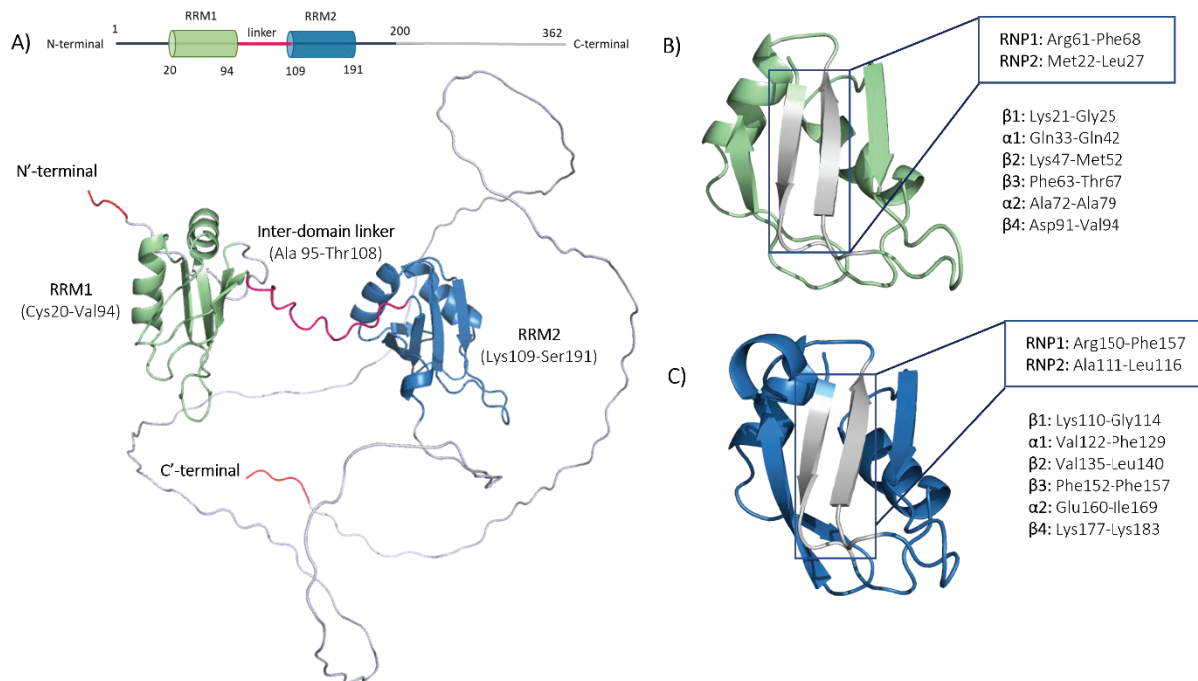 A)
RRM1
linker
RRM2
1
200
362
N-terminal
C-terminal
20
94
109
191
N'-terminal
Inter-domain linker
(Ala 95-Thr108)
RRM1
(Cys20-Val94)
RRM2
(Lys109-Ser191)
C'-terminal
B)
RNP1: Arg61-Phe68
RNP2: Met22-Leu27
β1: Lys21-Gly25
α1: Gln33-Gln42
β2: Lys47-Met52
β3: Phe63-Thr67
α2: Ala72-Ala79
β4: Asp91-Val94
C)
RNP1: Arg150-Phe157
RNP2: Ala111-Leu116
β1: Lys110-Gly114
α1: Val122-Phe129
β2: Val135-Leu140
β3: Phe152-Phe157
α2: Glu160-Ile169
β4: Lys177-Lys183